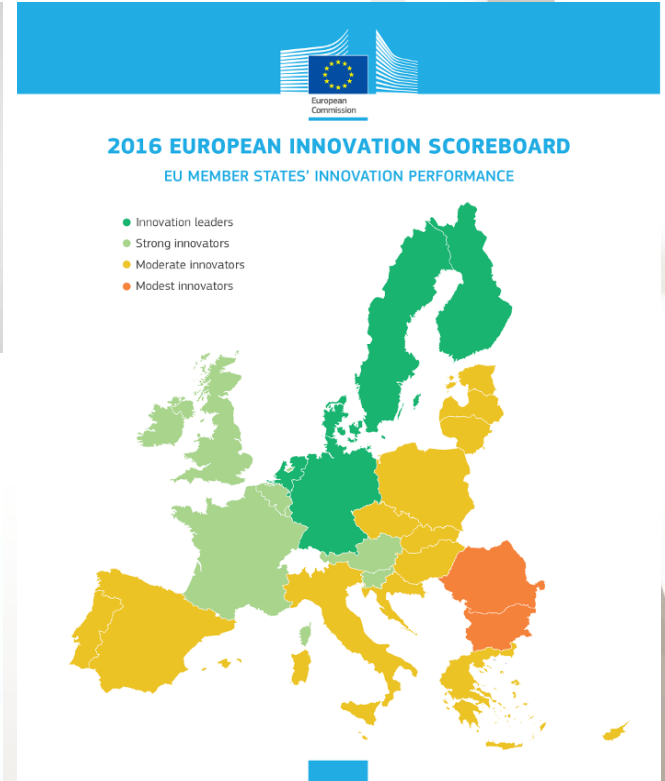 European
Commission
2016 EUROPEAN INNOVATION SCOREBOARD
EU MEMBER STATES' INNOVATION PERFORMANCE
Innovation leaders
Strong innovators
Moderate innovators
Modest innovators